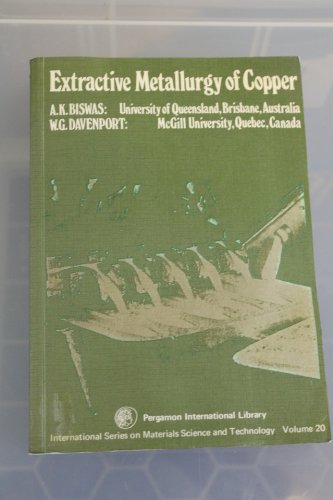 Extractive Metallurgy of Copper
A.K.BISWAS: University of Queensland, Brisbane, Australia
W.G.DAVENPORT: McGill University, Quebec, Canada
Pergamon International Library
International Series on Materials Science and Technology Volume 20